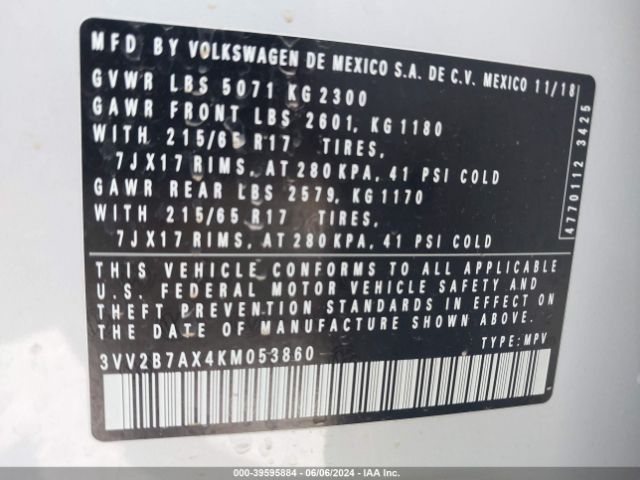 MFD BY VOLKSWAGEN DE MEXICO S.A. DE C.V. MEXICO 11/18
GVWR LBS 5071 KG 2300
GAWR FRONT LBS 2601, KG 1180
WITH 215/65 R17 TIRES,
7JX17 RIMS, AT 280 KPA, 41 PSI COLD
GAWR REAR LBS 2579, KG 1170
WITH 215/65 R17 TIRES,
7JX17 RIMS, AT 280 KPA, 41 PSI COLD
4770112 3425
THIS VEHICLE CONFORMS TO ALL APPLICABLE
U.S. FEDERAL MOTOR VEHICLE SAFETY AND
THEFT PREVENTION STANDARDS IN EFFECT ON
THE DATE OF MANUFACTURE SHOWN ABOVE.
3VV2B7AX4KM053860 TYPE: MPV
000-39595884 - 06/06/2024 - IAA Inc.